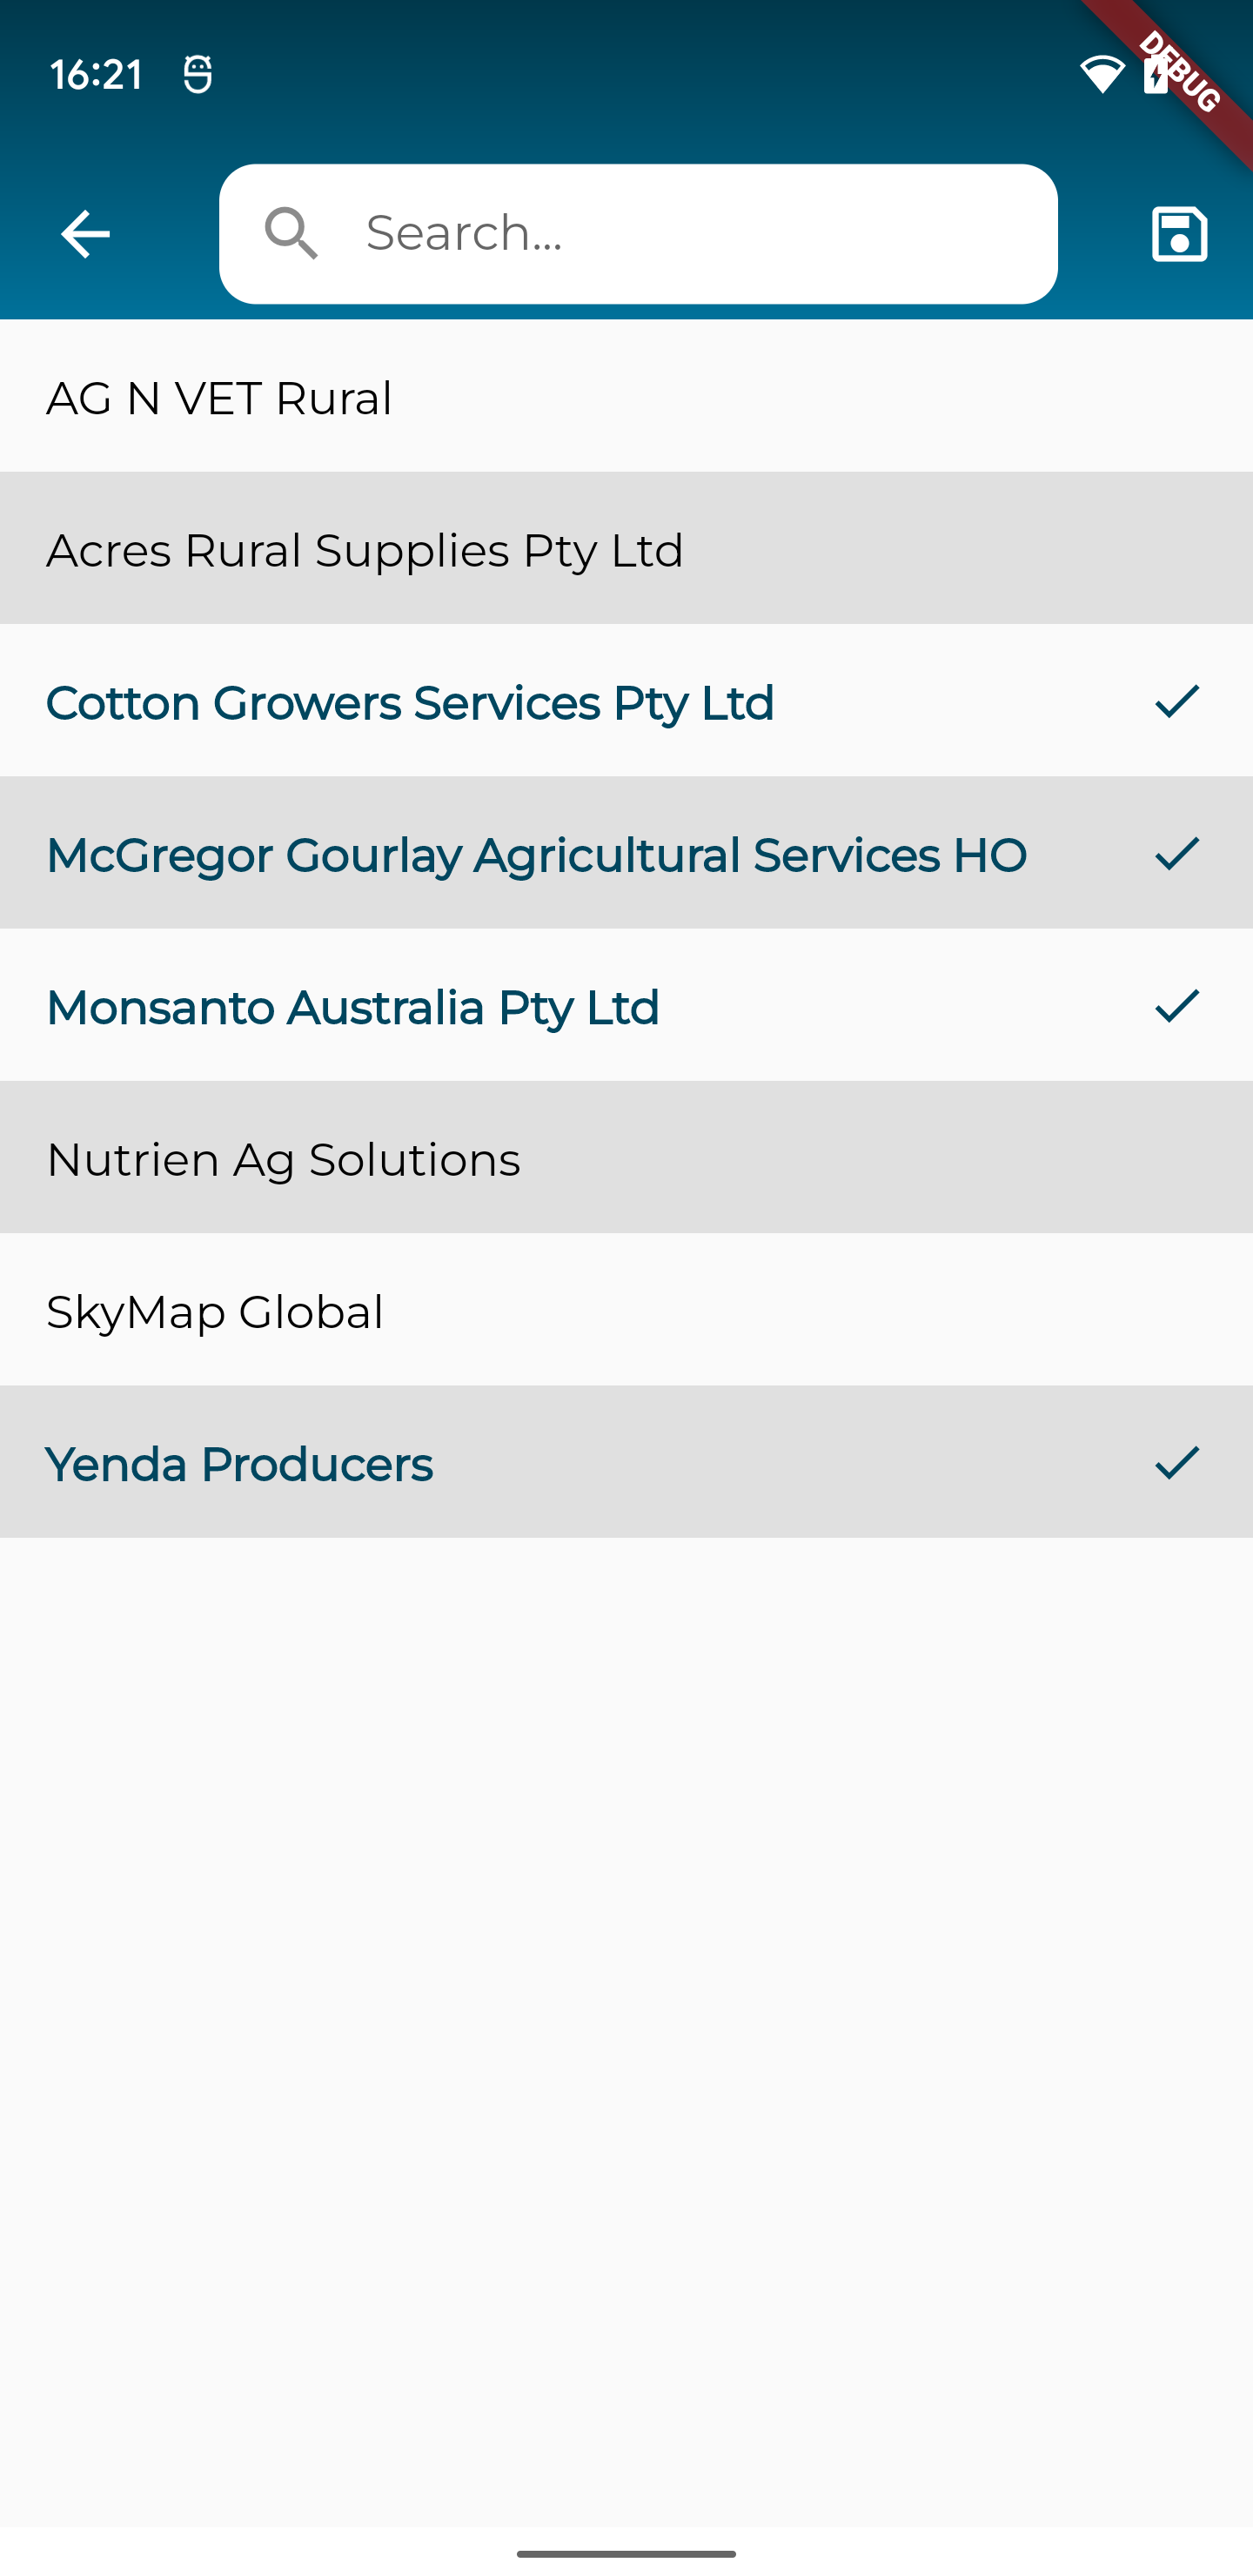 16:21
DEBUG
Search...
AG N VET Rural
Acres Rural Supplies Pty Ltd
Cotton Growers Services Pty Ltd
McGregor Gourlay Agricultural Services HO
Monsanto Australia Pty Ltd
Nutrien Ag Solutions
SkyMap Global
Yenda Producers